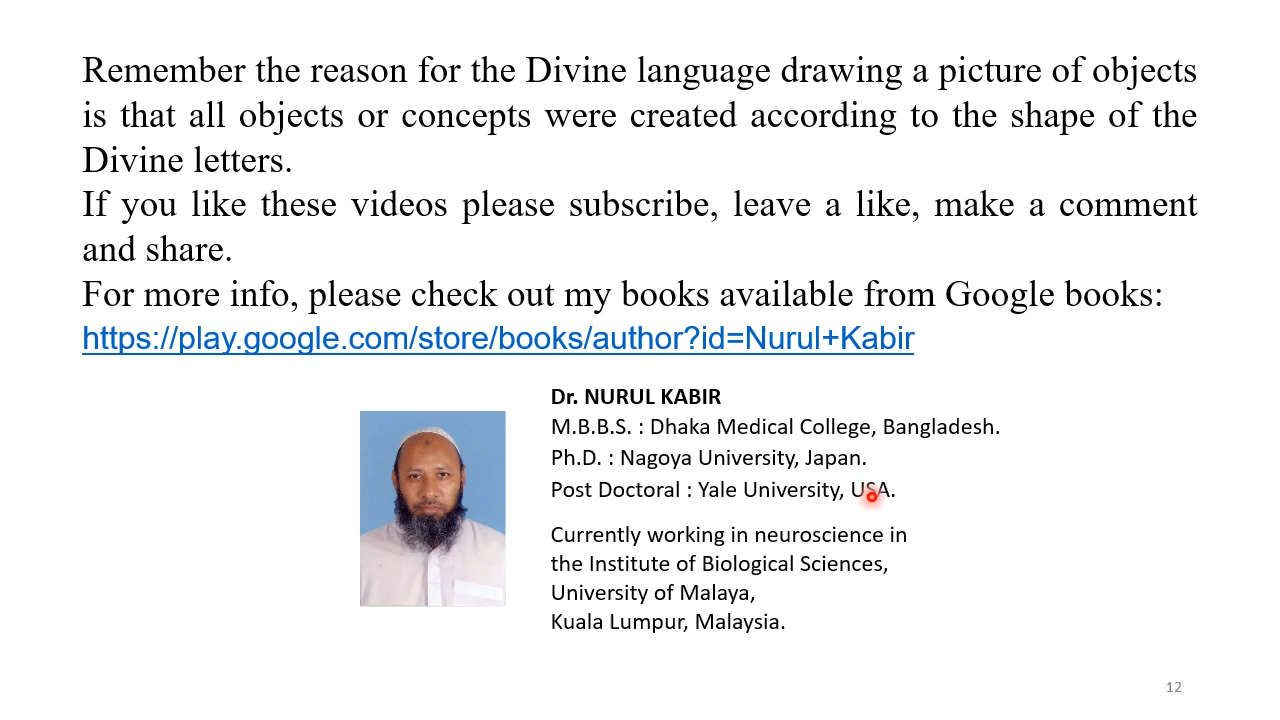 Remember the reason for the Divine language drawing a picture of objects
is that all objects or concepts were created according to the shape of the
Divine letters.
If you like these videos please subscribe, leave a like, make a comment
and share.
For more info, please check out my books available from Google books:
https://play.google.com/store/books/author?id=Nurul+Kabir
Dr. NURUL KABIR
M.B.B.S. : Dhaka Medical College, Bangladesh.
Ph.D. : Nagoya University, Japan.
Post Doctoral : Yale University, USA.
Currently working in neuroscience in
the Institute of Biological Sciences,
University of Malaya,
Kuala Lumpur, Malaysia.
12